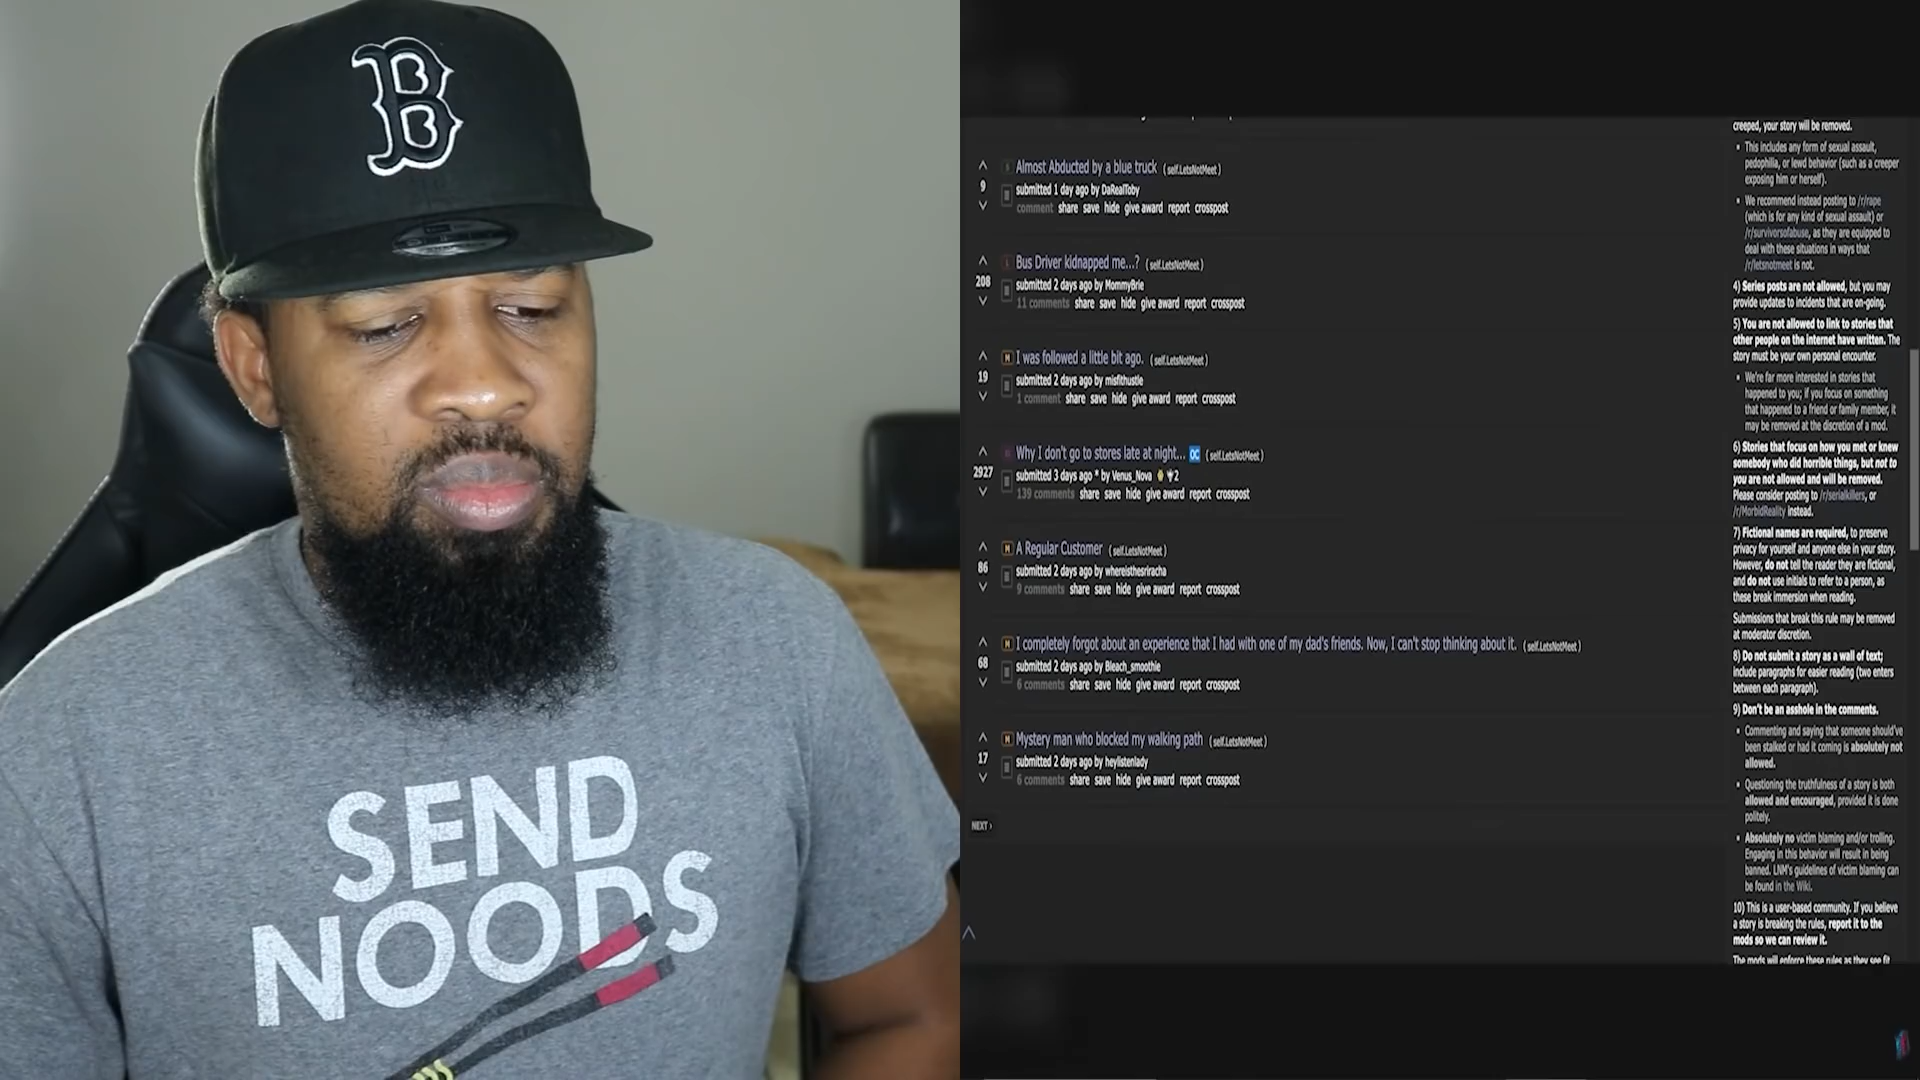 B
SEND
NOODS
Almost Abducted by a blue truck (self.LetsNotMeet)
9
submitted 1 day ago by DaRealToby
comment share save hide give award report crosspost
Bus Driver kidnapped me...? (self.LetsNotMeet)
208
submitted 2 days ago by MommyBrie
11 comments share save hide give award report crosspost
M I was followed a little bit ago. (self.LetsNotMeet)
19
submitted 2 days ago by misfithustle
1 comment share save hide give award report crosspost
Why I don't go to stores late at night... OC (self.LetsNotMeet)
2927
submitted 3 days ago * by Venus_Nova 2
139 comments share save hide give award report crosspost
M A Regular Customer (self.LetsNotMeet)
86
submitted 2 days ago by whereisthesriracha
9 comments share save hide give award report crosspost
M I completely forgot about an experience that I had with one of my dad's friends. Now, I can't stop thinking about it. (self.LetsNotMeet)
68
submitted 2 days ago by Bleach_smoothie
6 comments share save hide give award report crosspost
M Mystery man who blocked my walking path (self.LetsNotMeet)
17
submitted 2 days ago by heylistenlady
6 comments share save hide give award report crosspost
NEXT ›
creeped, your story will be removed.
This includes any form of sexual assault,
pedophilia, or lewd behavior (such as a creeper
exposing him or herself).
We recommend instead posting to /r/rape
(which is for any kind of sexual assault) or
/r/survivorsofabuse, as they are equipped to
deal with these situations in ways that
/r/letsnotmeet is not.
4) Series posts are not allowed, but you may
provide updates to incidents that are on-going.
5) You are not allowed to link to stories that
other people on the internet have written. The
story must be your own personal encounter.
We're far more interested in stories that
happened to you; if you focus on something
that happened to a friend or family member, it
may be removed at the discretion of a mod.
6) Stories that focus on how you met or knew
somebody who did horrible things, but not to
you are not allowed and will be removed.
Please consider posting to /r/serialkillers, or
/r/MorbidReality instead.
7) Fictional names are required, to preserve
privacy for yourself and anyone else in your story.
However, do not tell the reader they are fictional,
and do not use initials to refer to a person, as
these break immersion when reading.
Submissions that break this rule may be removed
at moderator discretion.
8) Do not submit a story as a wall of text;
include paragraphs for easier reading (two enters
between each paragraph).
9) Don't be an asshole in the comments.
Commenting and saying that someone should've
been stalked or had it coming is absolutely not
allowed.
Questioning the truthfulness of a story is both
allowed and encouraged, provided it is done
politely.
Absolutely no victim blaming and/or trolling.
Engaging in this behavior will result in being
banned. LNM's guidelines of victim blaming can
be found in the Wiki.
10) This is a user-based community. If you believe
a story is breaking the rules, report it to the
mods so we can review it.
The mods will enforce these rules as they see fit